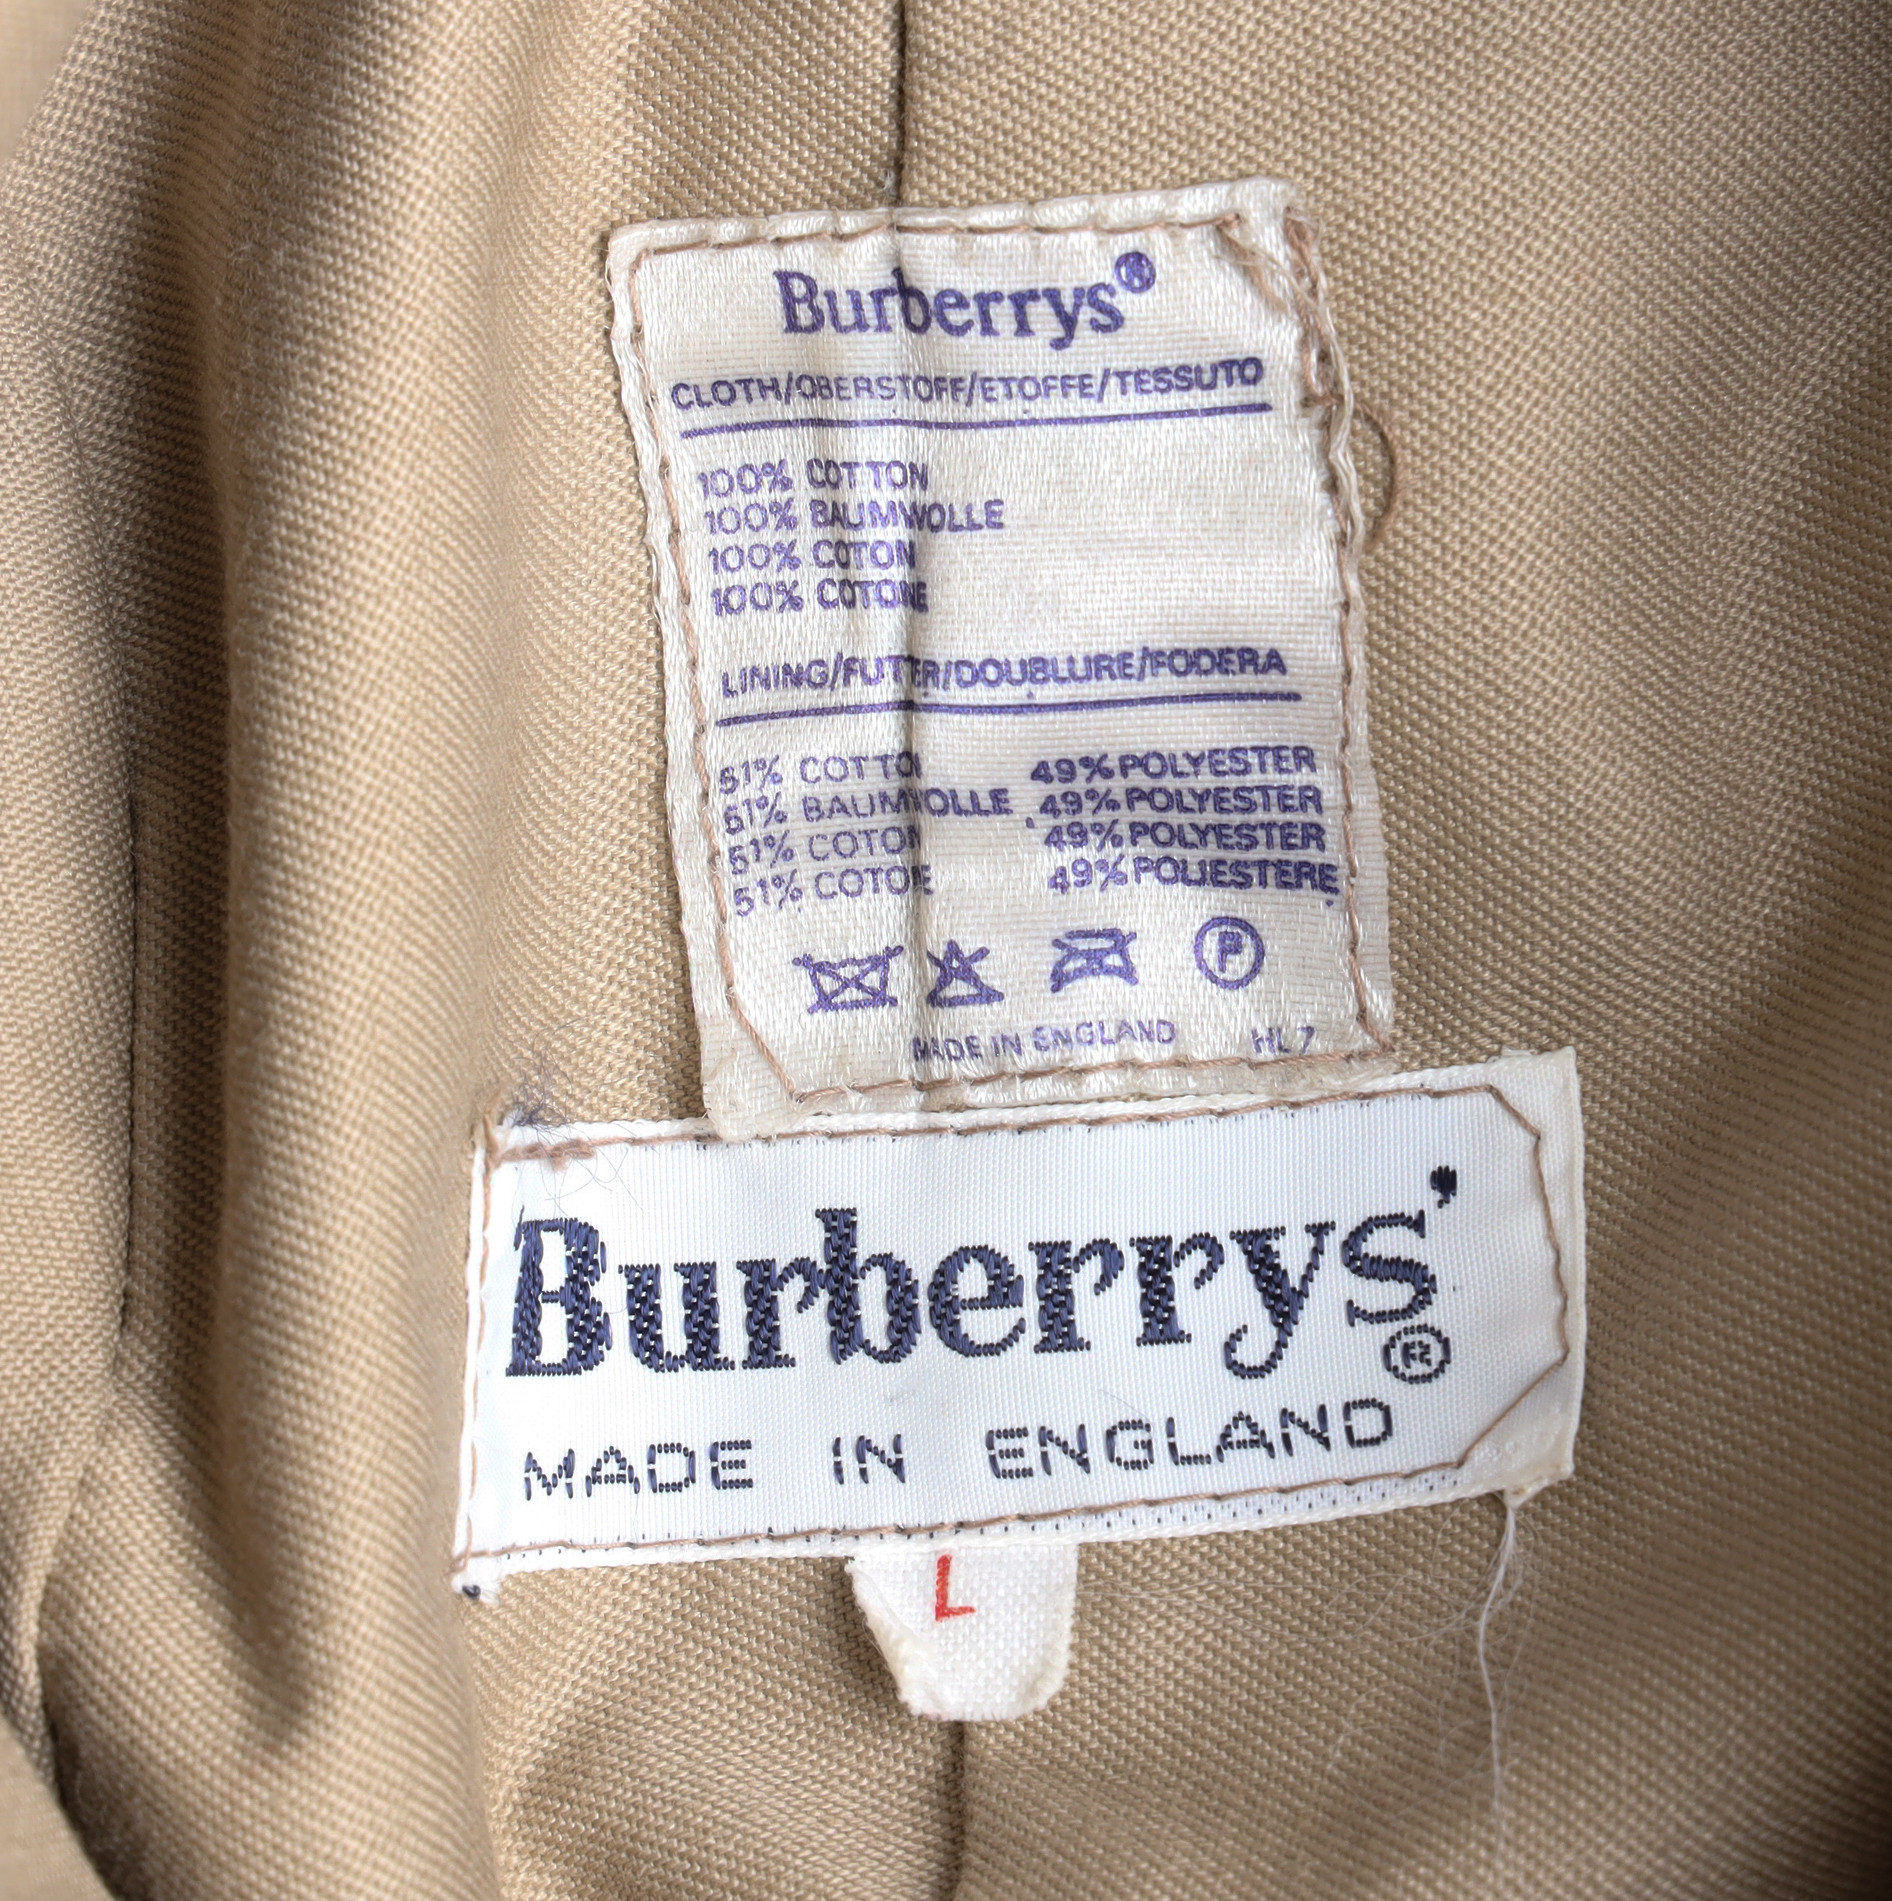 Burberrys®
CLOTH/OBERSTOFF/ETOFFE/TESSUTO
100% COTTON
100% BAUMWOLLE
100% COTON
100% COTONE
LINING/FUTTER/DOUBLURE/FODERA
51% COTTON 49% POLYESTER
51% BAUMWOLLE 49% POLYESTER
51% COTON 49% POLYESTER
51% COTONE 49% POLIESTERE
P
MADE IN ENGLAND HL7
Burberrys'®
MADE IN ENGLAND
L